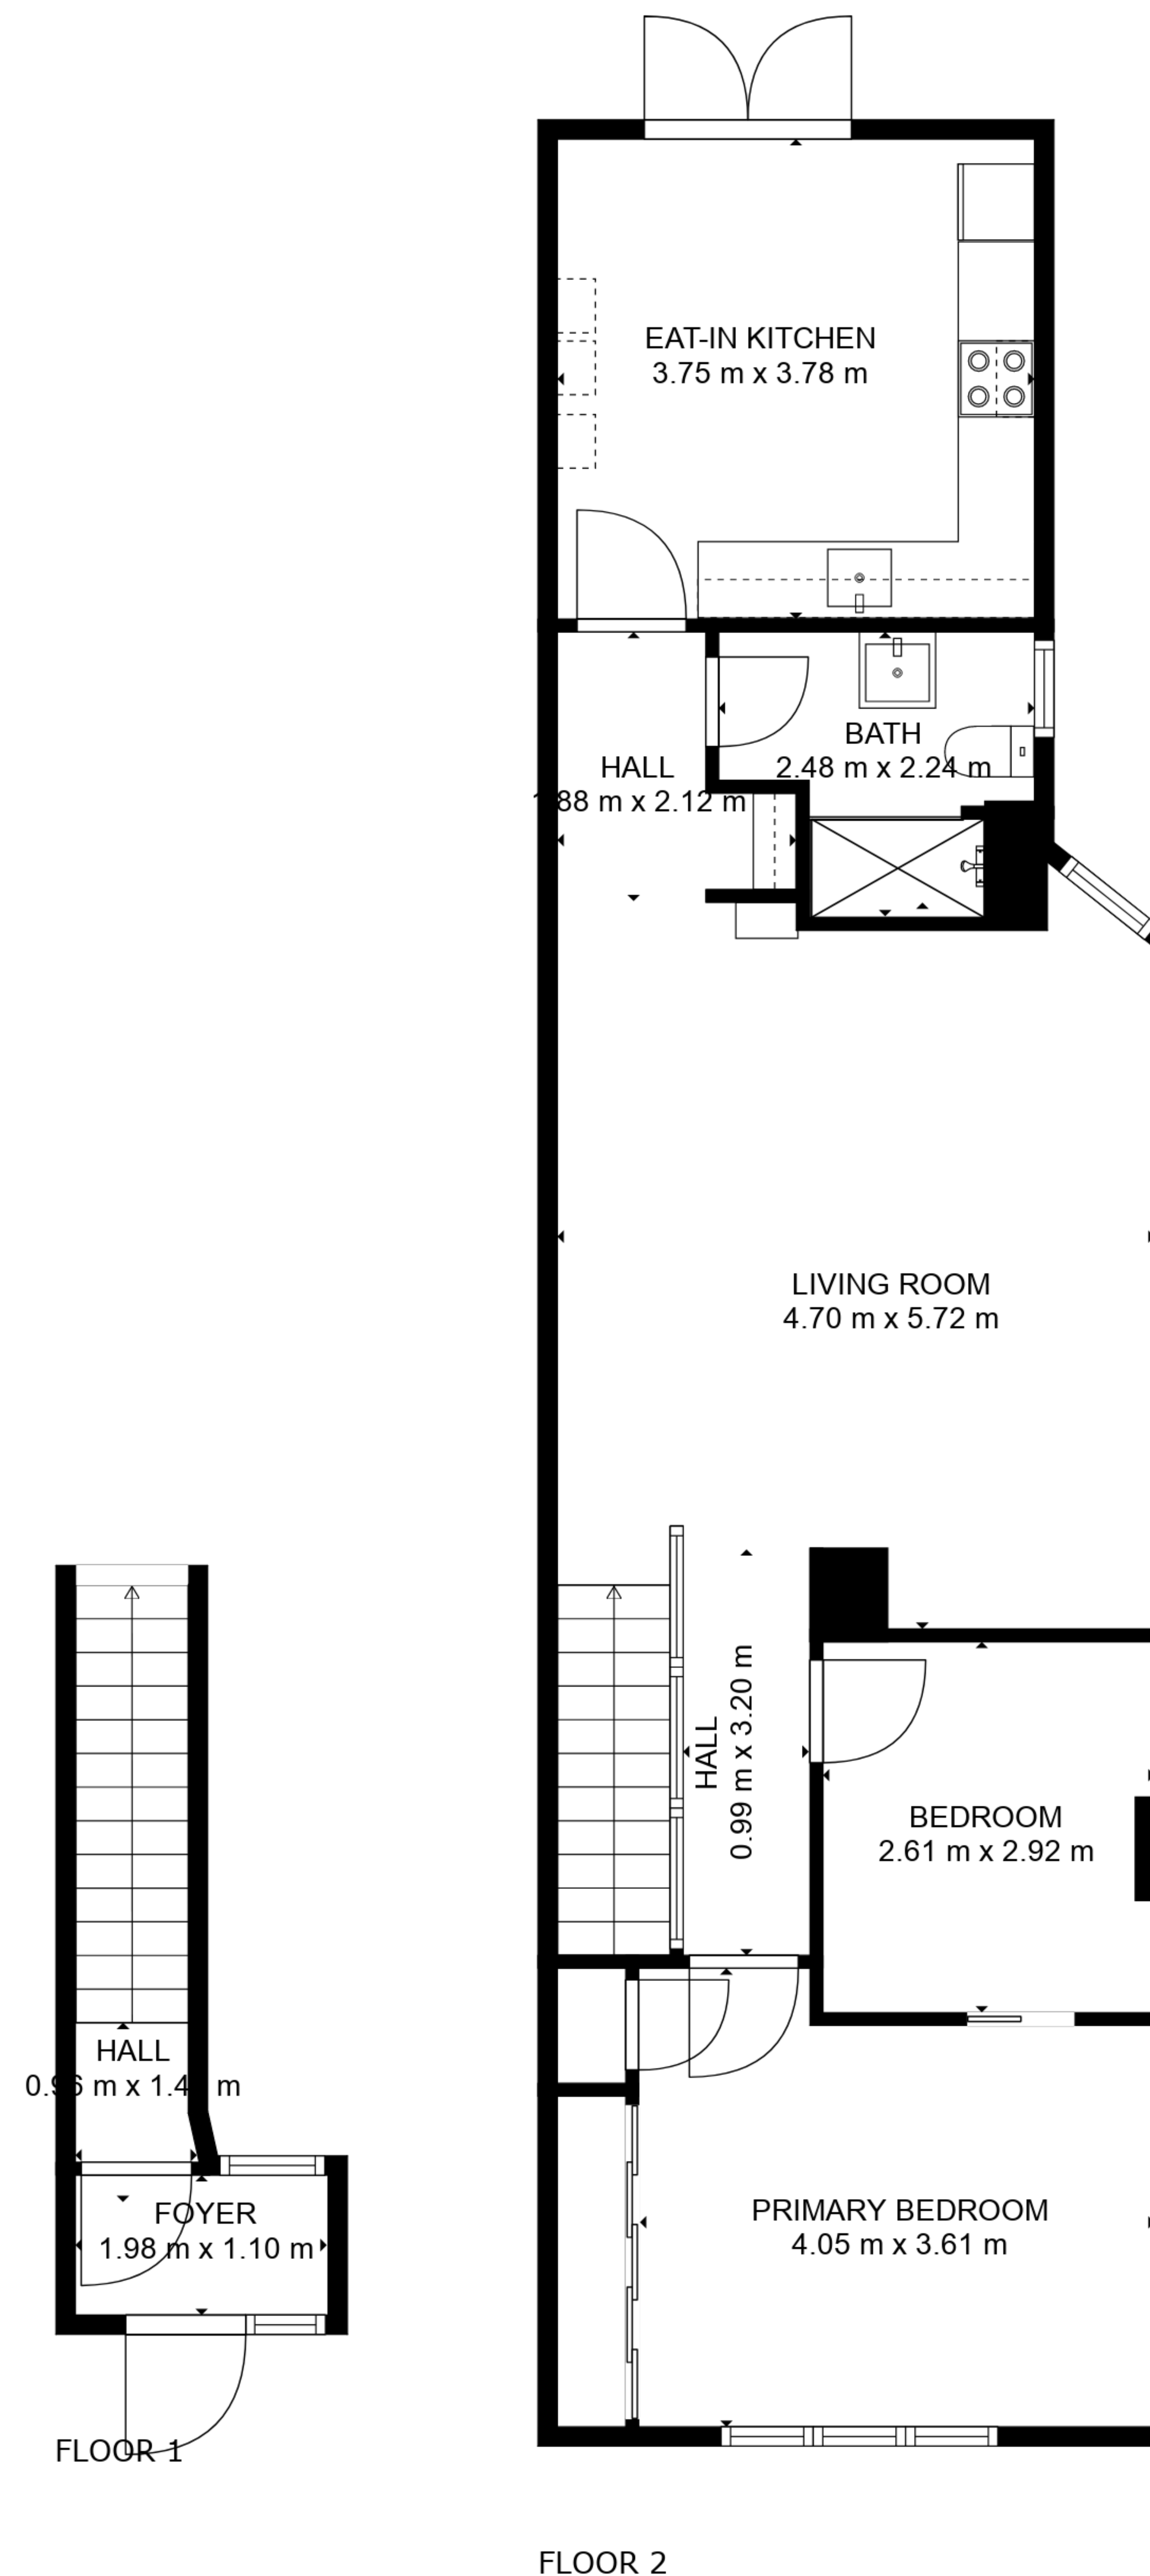 EAT-IN KITCHEN
3.75 m x 3.78 m
BATH
2.48 m x 2.24 m
HALL
88 m x 2.12 m
LIVING ROOM
4.70 m x 5.72 m
HALL
0.99 m x 3.20 m
BEDROOM
2.61 m x 2.92 m
HALL
m x m
FOYER
1.98 m x 1.10 m
PRIMARY BEDROOM
4.05 m x 3.61 m
FLOOR 1
FLOOR 2